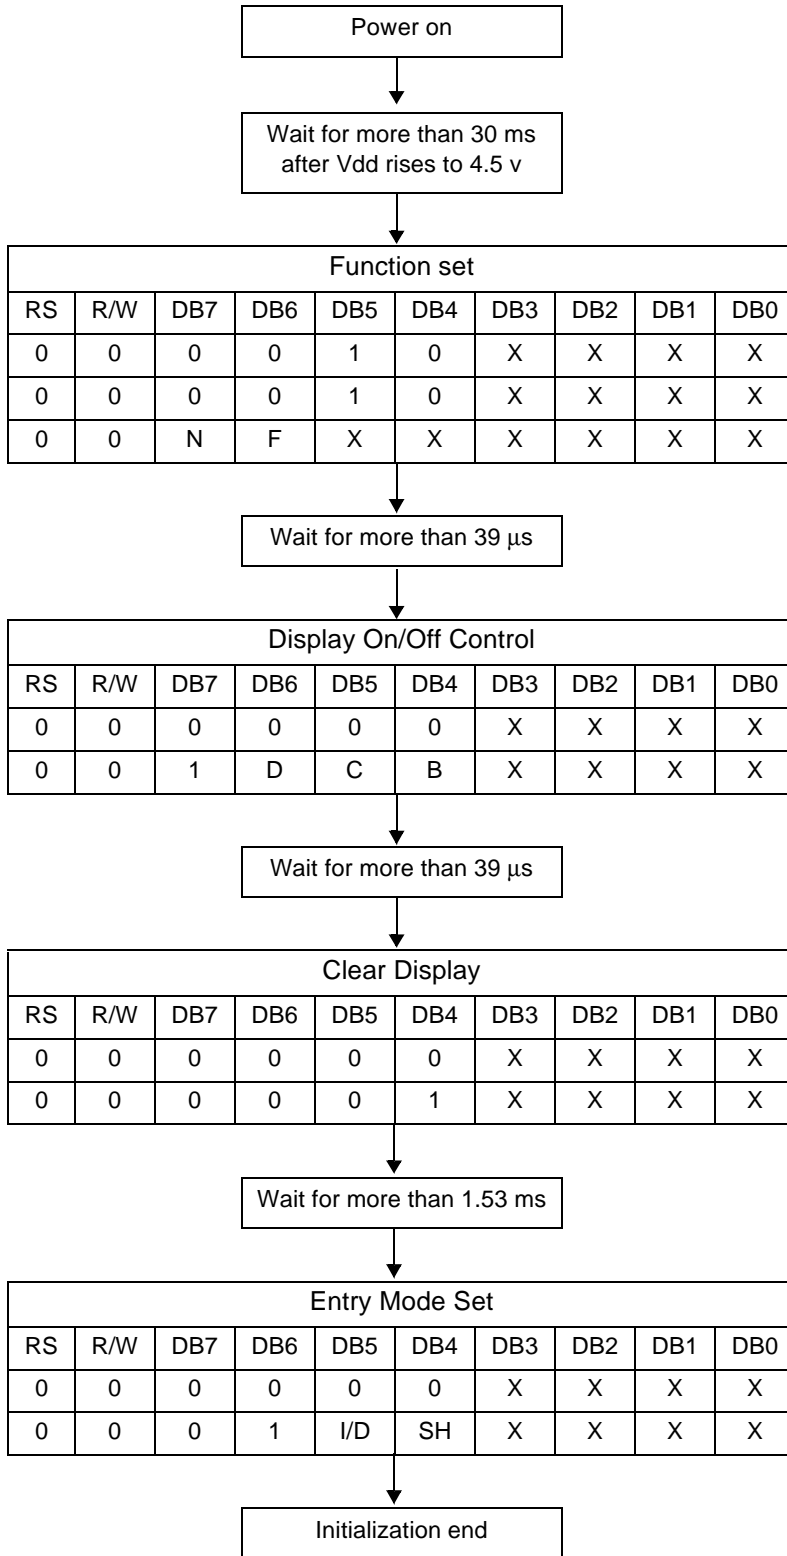 Power on
Wait for more than 30 ms
after Vdd rises to 4.5 v
Function set
RS R/W DB7 DB6 DB5 DB4 DB3 DB2 DB1 DB0
0 0 0 0 1 0 X X X X
0 0 0 0 1 0 X X X X
0 0 N F X X X X X X
Wait for more than 39 μs
Display On/Off Control
RS R/W DB7 DB6 DB5 DB4 DB3 DB2 DB1 DB0
0 0 0 0 0 0 X X X X
0 0 1 D C B X X X X
Wait for more than 39 μs
Clear Display
RS R/W DB7 DB6 DB5 DB4 DB3 DB2 DB1 DB0
0 0 0 0 0 0 X X X X
0 0 0 0 0 1 X X X X
Wait for more than 1.53 ms
Entry Mode Set
RS R/W DB7 DB6 DB5 DB4 DB3 DB2 DB1 DB0
0 0 0 0 0 0 X X X X
0 0 0 1 I/D SH X X X X
Initialization end